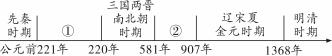 先秦时期
①
三国两晋南北朝时期
②
辽宋夏金元时期
明清时期
公元前221年 220年 581年 907年 1368年